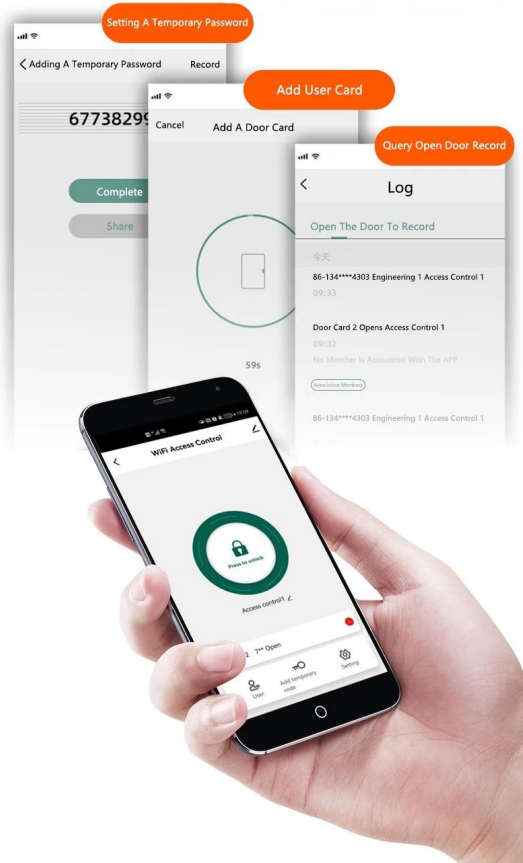 Setting A Temporary Password
Adding A Temporary Password
Record
67738299
Complete
Share
Add User Card
Cancel
Add A Door Card
59s
Query Open Door Record
Log
Open The Door To Record
今天
86-134****4303 Engineering 1 Access Control 1
09:33
Door Card 2 Opens Access Control 1
09:32
No Member Is Associated With The APP
Association Members
86-134****4303 Engineering 1 Access Control 1
19:09
WiFi Access Control
Press to unlock
Access control1
2 7** Open
User
Add temporary
code
Setting